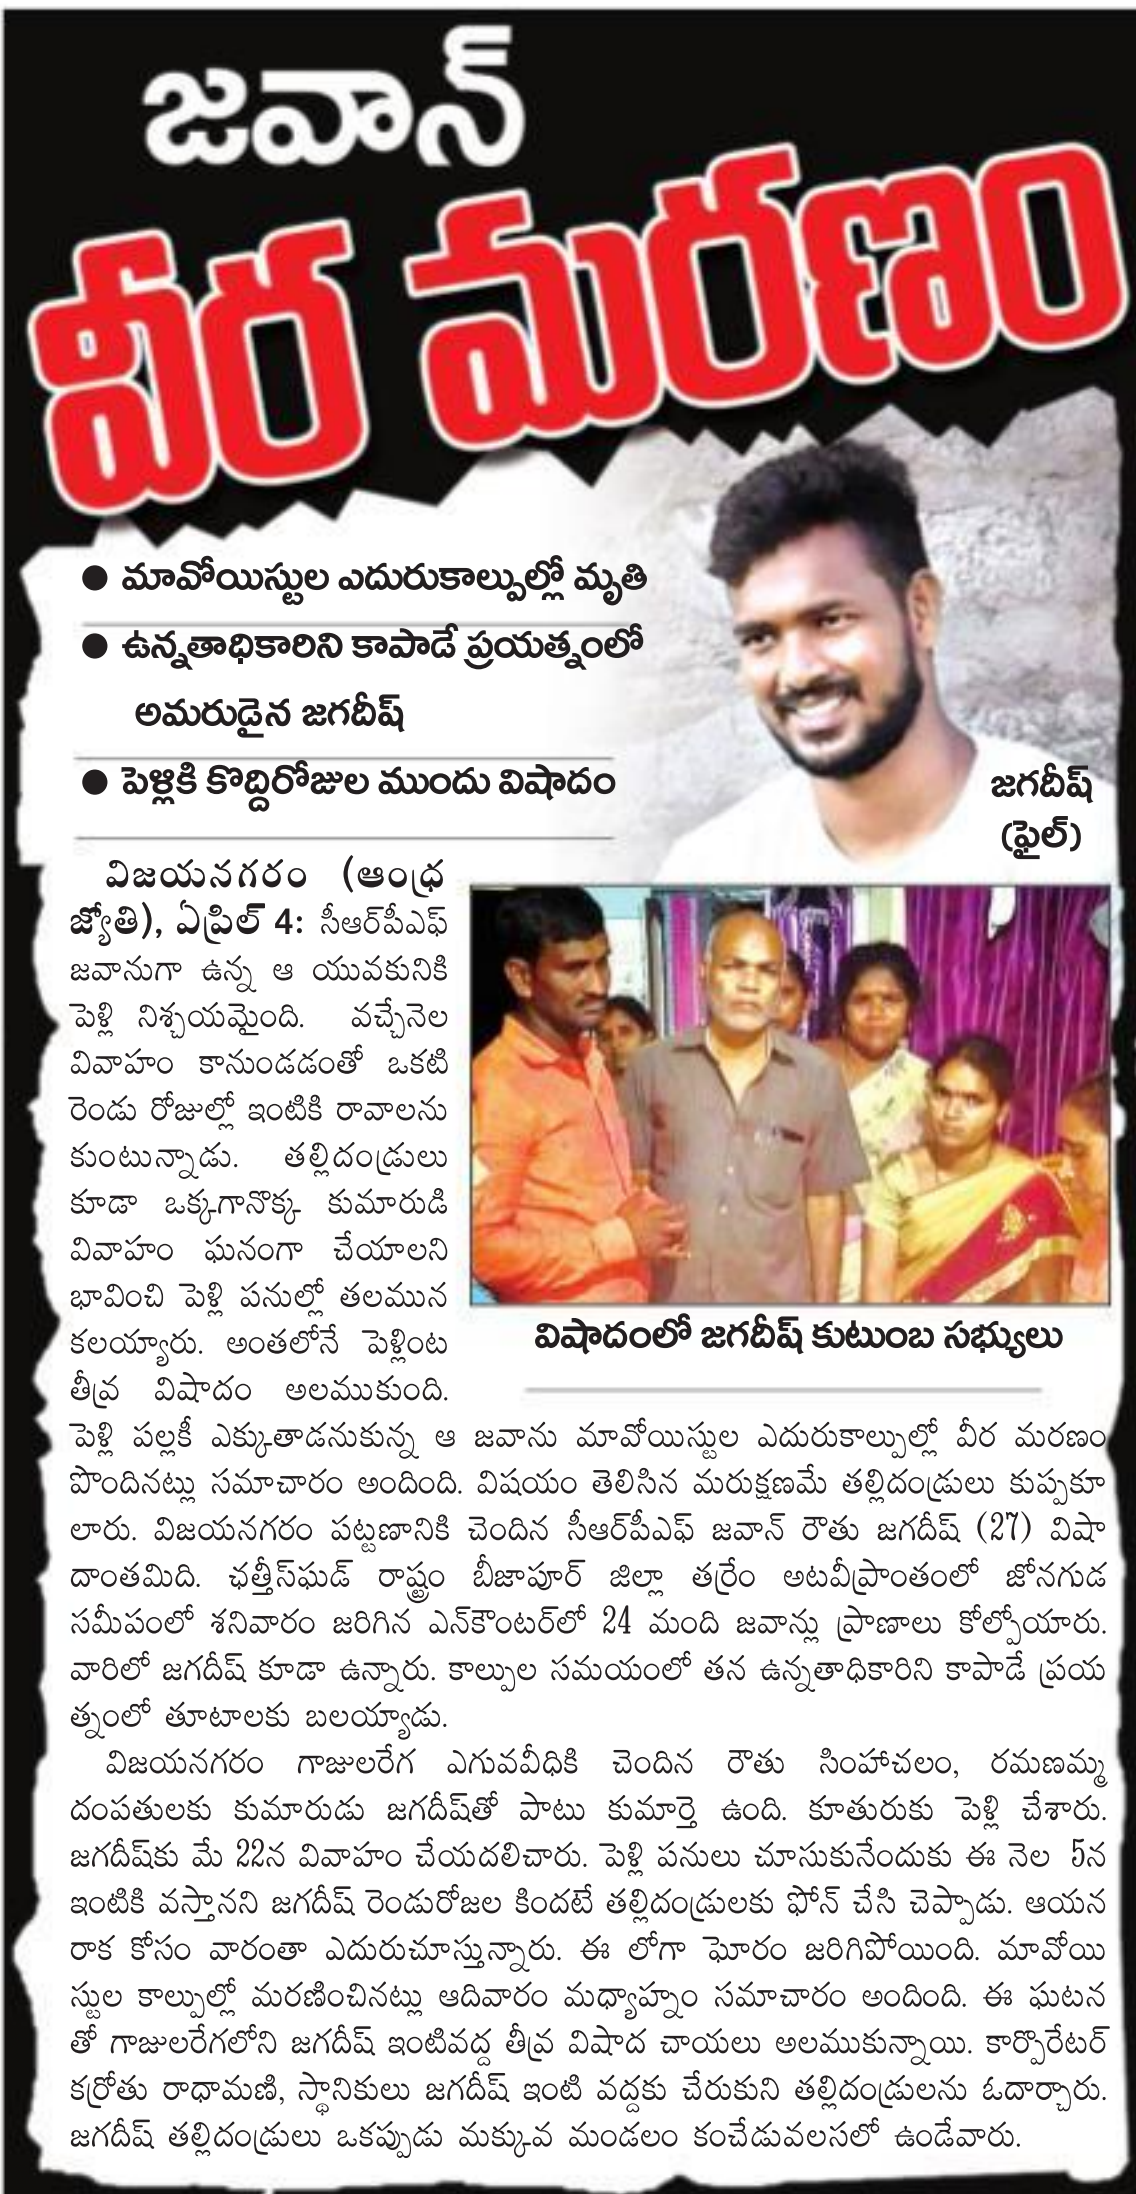 జవాన్
వీర మరణం
● మావోయిస్టుల ఎదురుకాల్పుల్లో మృతి
● ఉన్నతాధికారిని కాపాడే ప్రయత్నంలో
అమరుడైన జగదీష్
● పెళ్లికి కొద్దిరోజుల ముందు విషాదం
జగదీష్
(ఫైల్)
విజయనగరం (ఆంధ్ర
జ్యోతి), ఏప్రిల్ 4: సీఆర్‌పీఎఫ్
జవానుగా ఉన్న ఆ యువకునికి
పెళ్లి నిశ్చయమైంది. వచ్చేనెల
వివాహం కానుండడంతో ఒకటి
రెండు రోజుల్లో ఇంటికి రావాలను
కుంటున్నాడు. తల్లిదండ్రులు
కూడా ఒక్కగానొక్క కుమారుడి
వివాహం ఘనంగా చేయాలని
భావించి పెళ్లి పనుల్లో తలమున
కలయ్యారు. అంతలోనే పెళ్లింట
తీవ్ర విషాదం అలముకుంది.
విషాదంలో జగదీష్ కుటుంబ సభ్యులు
పెళ్లి పల్లకీ ఎక్కుతాడనుకున్న ఆ జవాను మావోయిస్టుల ఎదురుకాల్పుల్లో వీర మరణం
పొందినట్లు సమాచారం అందింది. విషయం తెలిసిన మరుక్షణమే తల్లిదండ్రులు కుప్పకూ
లారు. విజయనగరం పట్టణానికి చెందిన సీఆర్‌పీఎఫ్ జవాన్ రౌతు జగదీష్ (27) విషా
దాంతమిది. ఛత్తీస్‌ఘడ్ రాష్ట్రం బీజాపూర్ జిల్లా తర్రేం అటవీప్రాంతంలో జోనగుడ
సమీపంలో శనివారం జరిగిన ఎన్‌కౌంటర్‌లో 24 మంది జవాన్లు ప్రాణాలు కోల్పోయారు.
వారిలో జగదీష్ కూడా ఉన్నారు. కాల్పుల సమయంలో తన ఉన్నతాధికారిని కాపాడే ప్రయ
త్నంలో తూటాలకు బలయ్యాడు.
విజయనగరం గాజులరేగ ఎగువవీధికి చెందిన రౌతు సింహాచలం, రమణమ్మ
దంపతులకు కుమారుడు జగదీష్‌తో పాటు కుమార్తె ఉంది. కూతురుకు పెళ్లి చేశారు.
జగదీష్‌కు మే 22న వివాహం చేయదలిచారు. పెళ్లి పనులు చూసుకునేందుకు ఈ నెల 5న
ఇంటికి వస్తానని జగదీష్ రెండురోజుల కిందటే తల్లిదండ్రులకు ఫోన్ చేసి చెప్పాడు. ఆయన
రాక కోసం వారంతా ఎదురుచూస్తున్నారు. ఈ లోగా ఘోరం జరిగిపోయింది. మావోయి
స్టుల కాల్పుల్లో మరణించినట్లు ఆదివారం మధ్యాహ్నం సమాచారం అందింది. ఈ ఘటన
తో గాజులరేగలోని జగదీష్ ఇంటివద్ద తీవ్ర విషాద చాయలు అలముకున్నాయి. కార్పొరేటర్
కర్రోతు రాధామణి, స్థానికులు జగదీష్ ఇంటి వద్దకు చేరుకుని తల్లిదండ్రులను ఓదార్చారు.
జగదీష్ తల్లిదండ్రులు ఒకప్పుడు మక్కువ మండలం కంచేడువలసలో ఉండేవారు.